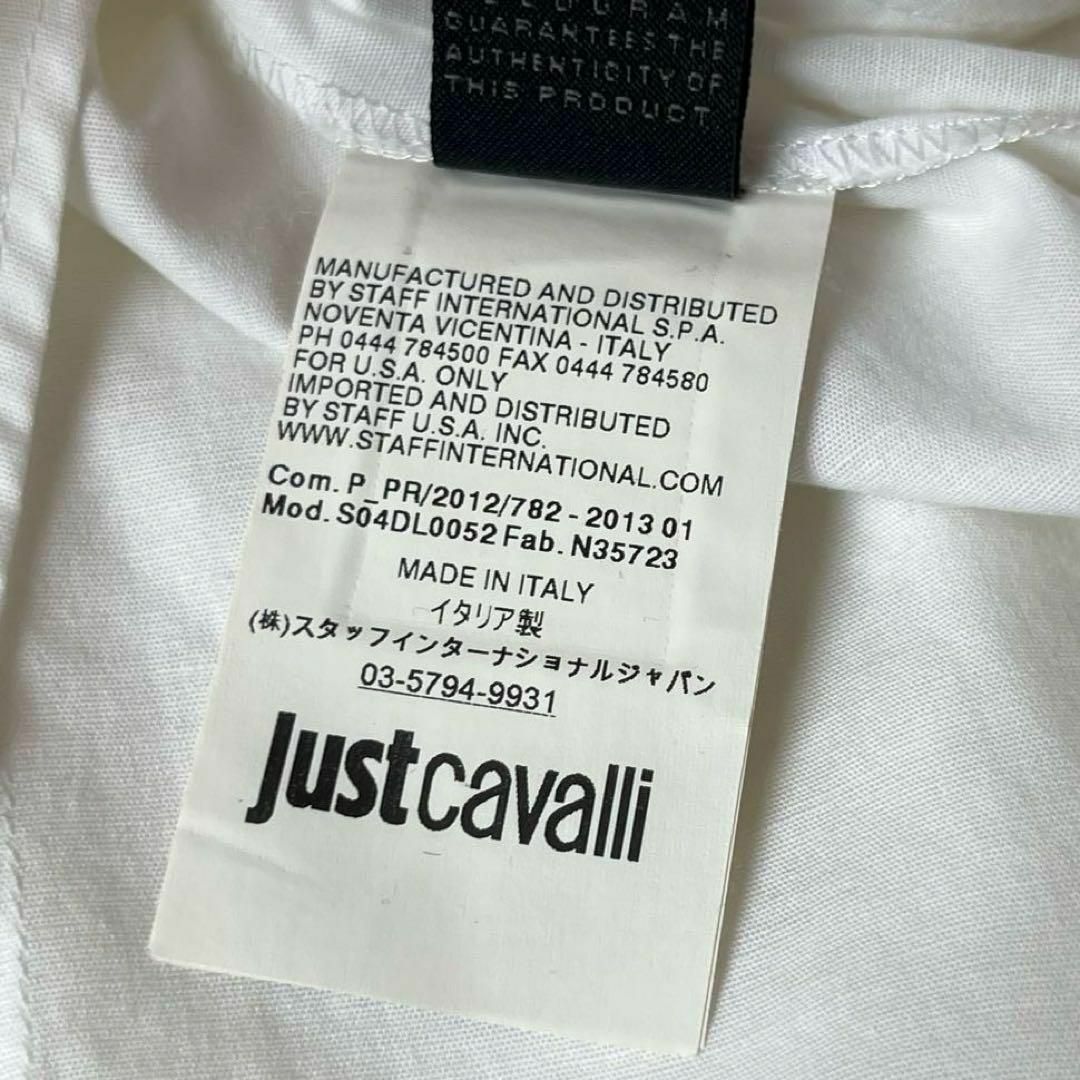 GUARANTEES THE
AUTHENTICITY OF
THIS PRODUCT
MANUFACTURED AND DISTRIBUTED
BY STAFF INTERNATIONAL S.P.A.
NOVENTA VICENTINA - ITALY
PH 0444 784500 FAX 0444 784580
FOR U.S.A. ONLY
IMPORTED AND DISTRIBUTED
BY STAFF U.S.A. INC.
WWW.STAFFINTERNATIONAL.COM
Com. P_PR/2012/782 - 2013 01
Mod. S04DL0052 Fab. N35723
MADE IN ITALY
イタリア製
(株)スタッフインターナショナルジャパン
03-5794-9931
justcavalli